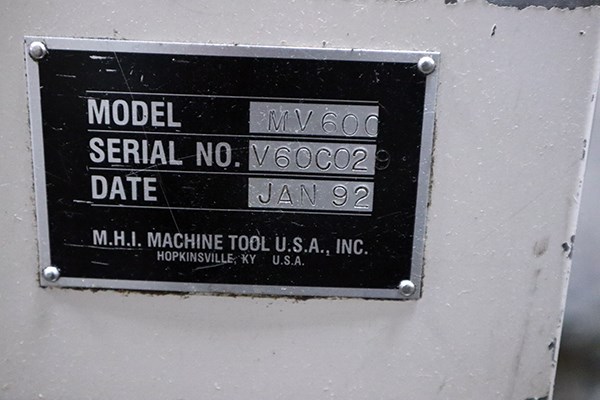 MODEL MV600
SERIAL NO. V60C029
DATE JAN 92
M.H.I. MACHINE TOOL U.S.A., INC.
HOPKINSVILLE, KY U.S.A.